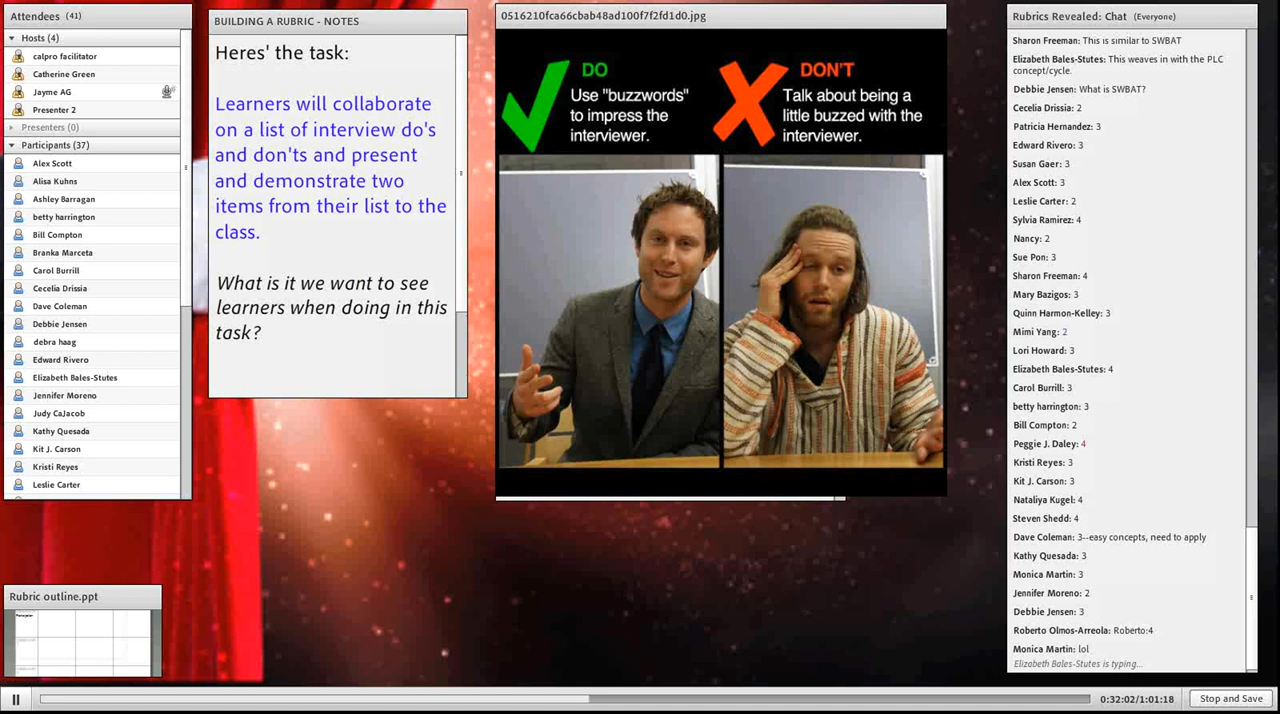 Attendees (41)
Hosts (4)
calpro facilitator
Catherine Green
Jayme AG
Presenter 2
Presenters (0)
Participants (37)
Alex Scott
Alisa Kuhns
Ashley Barragan
betty harrington
Bill Compton
Branka Marceta
Carol Burrill
Cecelia Drissia
Dave Coleman
Debbie Jensen
debra haag
Edward Rivero
Elizabeth Bales-Stutes
Jennifer Moreno
Judy CaJacob
Kathy Quesada
Kit J. Carson
Kristi Reyes
Leslie Carter
BUILDING A RUBRIC - NOTES
Heres' the task:
Learners will collaborate
on a list of interview do's
and don'ts and present
and demonstrate two
items from their list to the
class.
What is it we want to see
learners when doing in this
task?
0516210fca66cbab48ad100f7f2fd1d0.jpg
DO
Use "buzzwords"
to impress the
interviewer.
DON'T
Talk about being a
little buzzed with the
interviewer.
Rubrics Revealed: Chat (Everyone)
Sharon Freeman: This is similar to SWBAT
Elizabeth Bales-Stutes: This weaves in with the PLC
concept/cycle.
Debbie Jensen: What is SWBAT?
Cecelia Drissia: 2
Patricia Hernandez: 3
Edward Rivero: 3
Susan Gaer: 3
Alex Scott: 3
Leslie Carter: 2
Sylvia Ramirez: 4
Nancy: 2
Sue Pon: 3
Sharon Freeman: 4
Mary Bazigos: 3
Quinn Harmon-Kelley: 3
Mimi Yang: 2
Lori Howard: 3
Elizabeth Bales-Stutes: 4
Carol Burrill: 3
betty harrington: 3
Bill Compton: 2
Peggie J. Daley: 4
Kristi Reyes: 3
Kit J. Carson: 3
Nataliya Kugel: 4
Steven Shedd: 4
Dave Coleman: 3--easy concepts, need to apply
Kathy Quesada: 3
Monica Martin: 3
Jennifer Moreno: 2
Debbie Jensen: 3
Roberto Olmos-Arreola: Roberto:4
Monica Martin: lol
Elizabeth Bales-Stutes is typing...
Rubric outline.ppt
0:32:02/1:01:18
Stop and Save